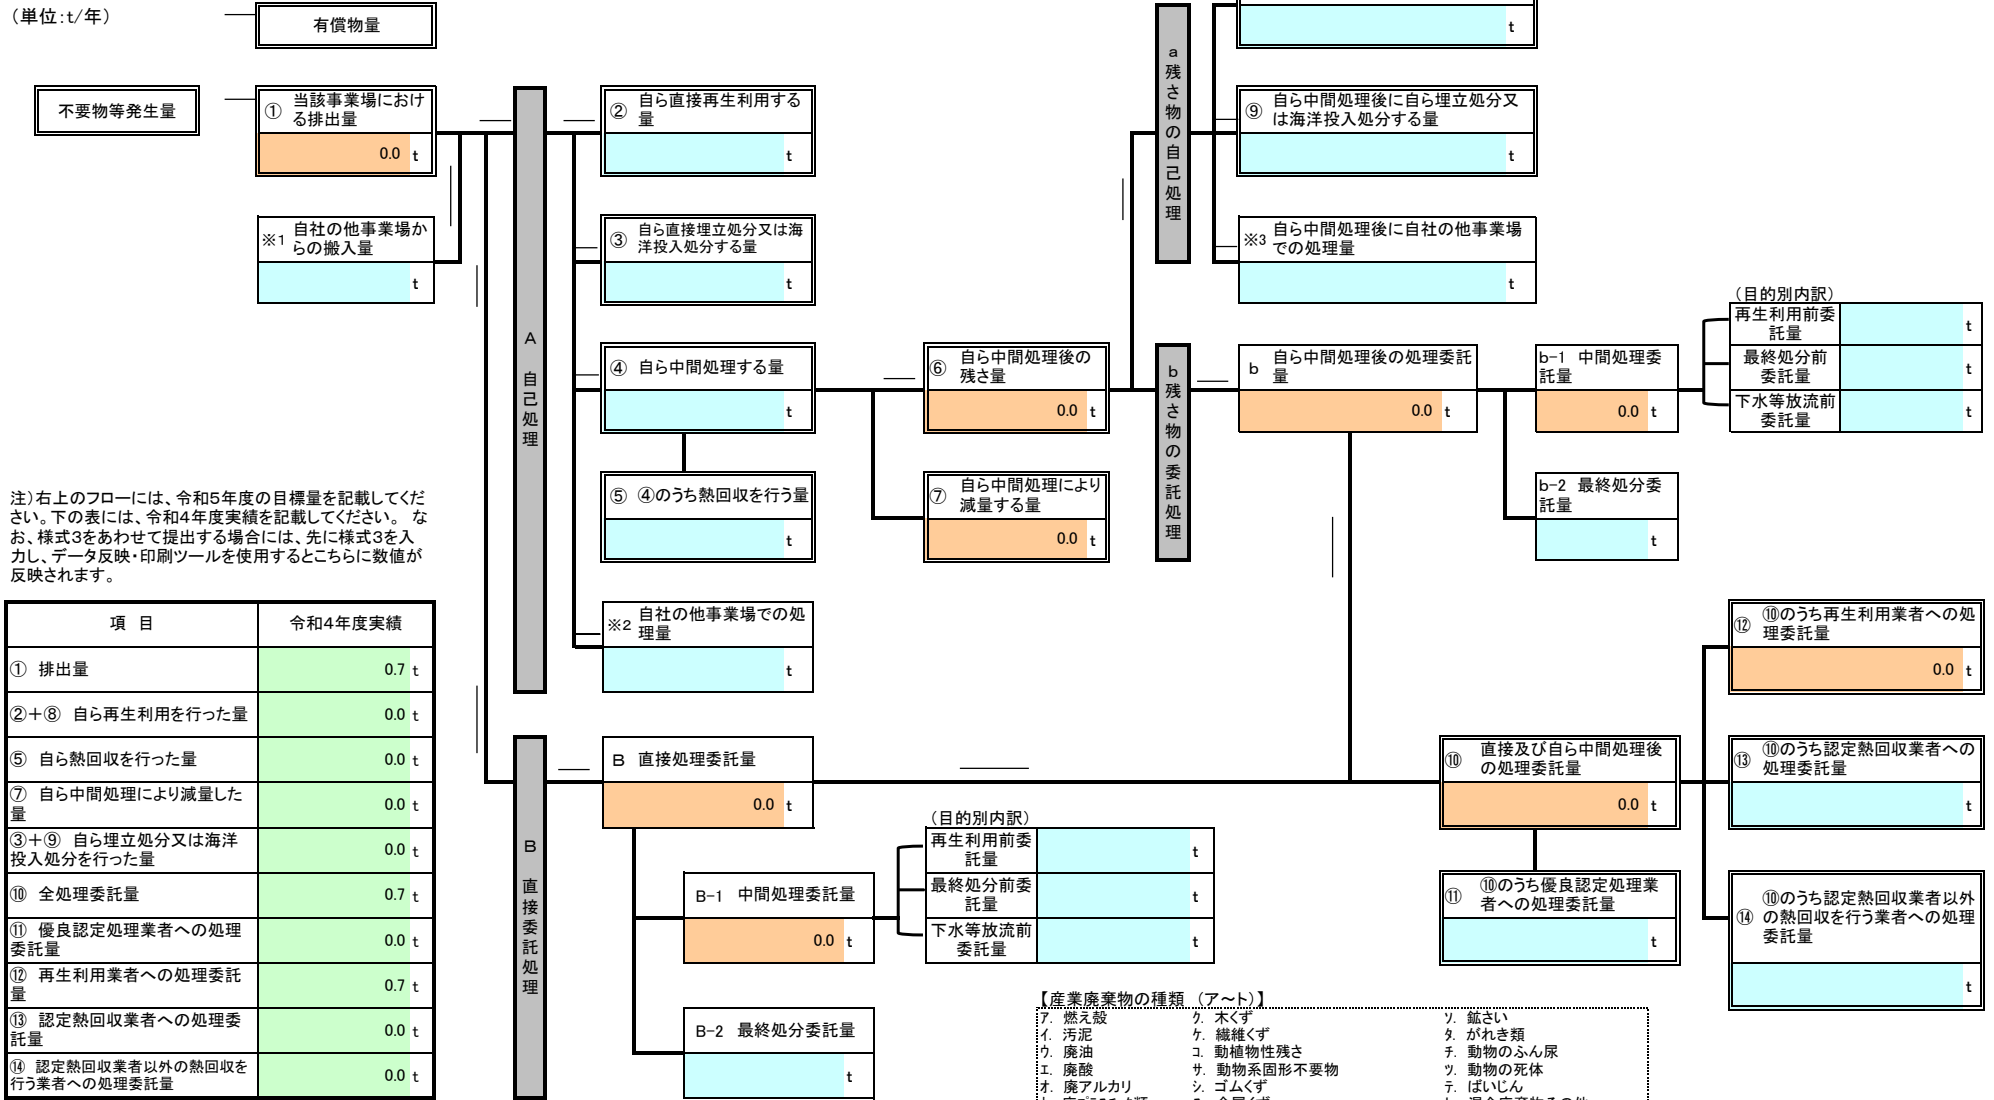 （単位：t/年）
有償物量
t
不要物等発生量
① 当該事業場におけ
る排出量
0.0 t
※1 自社の他事業場か
らの搬入量
t
A 自己処理
② 自ら直接再生利用する
量
t
③ 自ら直接埋立処分又は海
洋投入処分する量
t
④ 自ら中間処理する量
t
⑤ ④のうち熱回収を行う量
t
※2 自社の他事業場での処
理量
t
⑥ 自ら中間処理後の
残さ量
0.0 t
⑦ 自ら中間処理により
減量する量
0.0 t
a 残さ物の自己処理
⑨ 自ら中間処理後に自ら埋立処分又
は海洋投入処分する量
t
※3 自ら中間処理後に自社の他事業場
での処理量
t
b 残さ物の委託処理
b 自ら中間処理後の処理委託
量
0.0 t
b-1 中間処理委
託量
0.0 t
b-2 最終処分委
託量
t
（目的別内訳）
再生利用前委
託量
t
最終処分前
委託量
t
下水等放流前
委託量
t
注）右上のフローには、令和5年度の目標量を記載してくだ
さい。下の表には、令和4年度実績を記載してください。 な
お、様式3をあわせて提出する場合には、先に様式3を入
力し、データ反映・印刷ツールを使用するとこちらに数値が
反映されます。
項 目 令和4年度実績
① 排出量 0.7 t
②＋⑧ 自ら再生利用を行った量 0.0 t
⑤ 自ら熱回収を行った量 0.0 t
⑦ 自ら中間処理により減量した
量 0.0 t
③＋⑨ 自ら埋立処分又は海洋
投入処分を行った量 0.0 t
⑩ 全処理委託量 0.7 t
⑪ 優良認定処理業者への処理
委託量 0.0 t
⑫ 再生利用業者への処理委託
量 0.7 t
⑬ 認定熱回収業者への処理委
託量 0.0 t
⑭ 認定熱回収業者以外の熱回収を
行う業者への処理委託量 0.0 t
B 直接委託処理
B 直接処理委託量
0.0 t
B-1 中間処理委託量
0.0 t
B-2 最終処分委託量
t
（目的別内訳）
再生利用前委
託量
t
最終処分前委
託量
t
下水等放流前
委託量
t
⑩ 直接及び自ら中間処理後
の処理委託量
0.0 t
⑪ ⑩のうち優良認定処理業
者への処理委託量
t
⑫ ⑩のうち再生利用業者への処
理委託量
0.0 t
⑬ ⑩のうち認定熱回収業者への
処理委託量
t
⑭ ⑩のうち認定熱回収業者以外
の熱回収を行う業者への処理
委託量
t
【産業廃棄物の種類 （ア～ト）】
ア. 燃え殻 ク. 木くず ソ. 鉱さい
イ. 汚泥 ケ. 繊維くず タ. がれき類
ウ. 廃油 コ. 動植物性残さ チ. 動物のふん尿
エ. 廃酸 サ. 動物系固形不要物 ツ. 動物の死体
オ. 廃アルカリ シ. ゴムくず テ. ばいじん